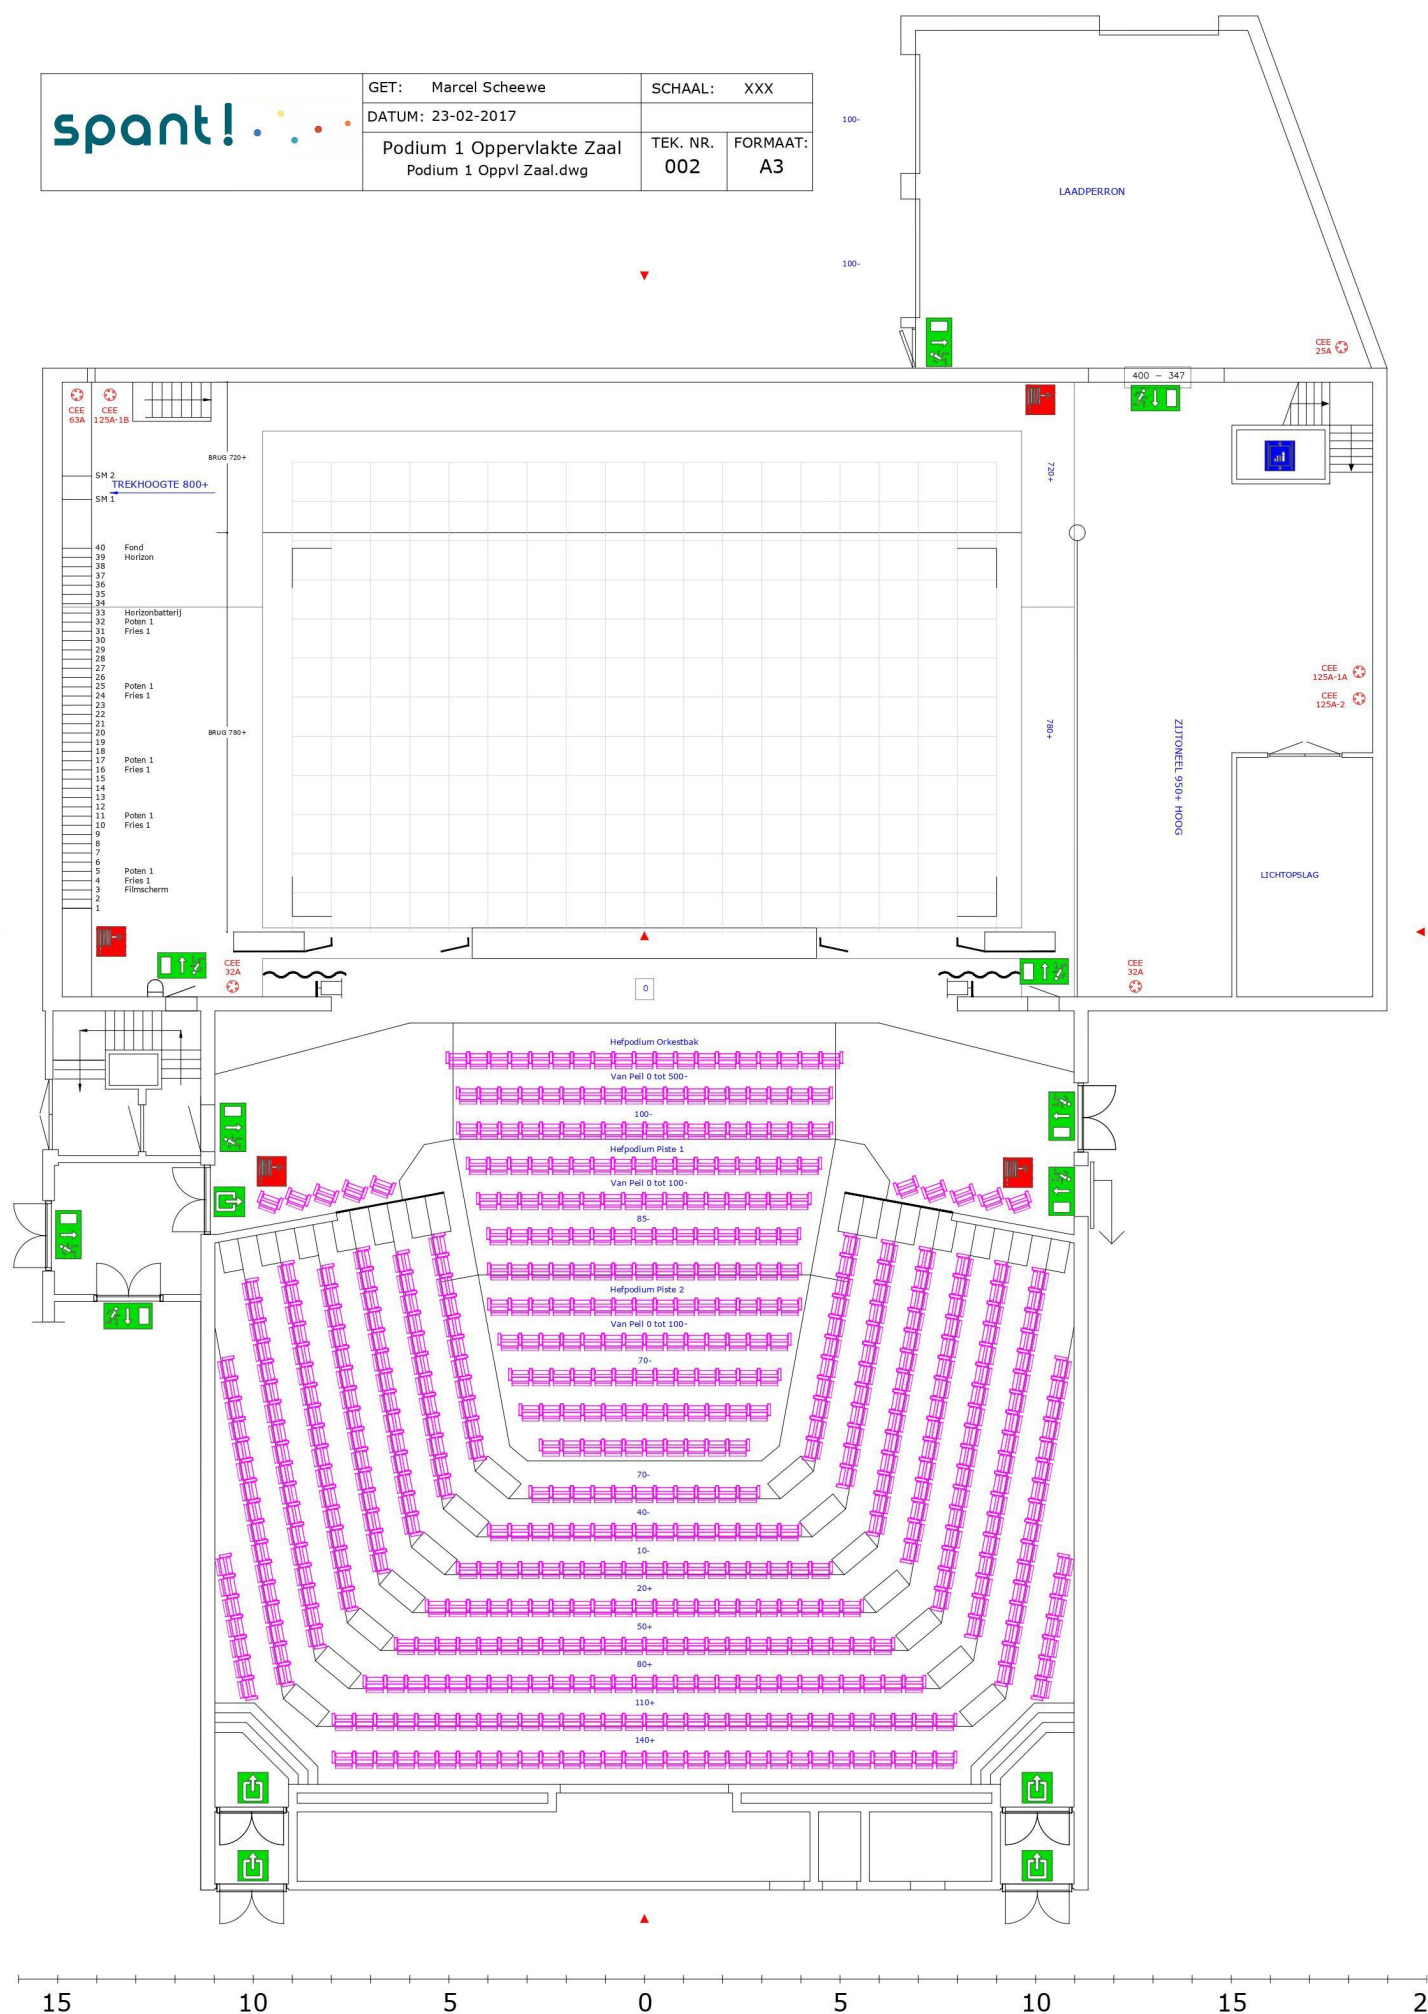 spant!
GET: Marcel Scheewe
SCHAAL: XXX
DATUM: 23-02-2017
Podium 1 Oppervlakte Zaal
Podium 1 Oppvl Zaal.dwg
TEK. NR.
002
FORMAAT:
A3
100-
LAADPERRON
100-
CEE
25A
400 - 347
CEE
63A
CEE
125A-1B
BRUG 720+
720+
SM 2
TREKHOOGTE 800+
SM 1
40 Fond
39 Horizon
38
37
36
35
34
33 Horizonbatterij
32 Poten 1
31 Fries 1
30
29
28
27
26
25 Poten 1
24 Fries 1
23
22
21
20
19
18
17 Poten 1
16 Fries 1
15
14
13
12
11 Poten 1
10 Fries 1
9
8
7
6
5 Poten 1
4 Fries 1
3 Filmscherm
2
1
BRUG 780+
780+
CEE
125A-1A
CEE
125A-2
ZIJTONEEL 950+ HOOG
LICHTOPSLAG
CEE
32A
CEE
32A
0
Hefpodium Orkestbak
Van Peil 0 tot 500-
100-
Hefpodium Piste 1
Van Peil 0 tot 100-
85-
Hefpodium Piste 2
Van Peil 0 tot 100-
70-
70-
40-
10-
20+
50+
80+
110+
140+
15 10 5 0 5 10 15 2